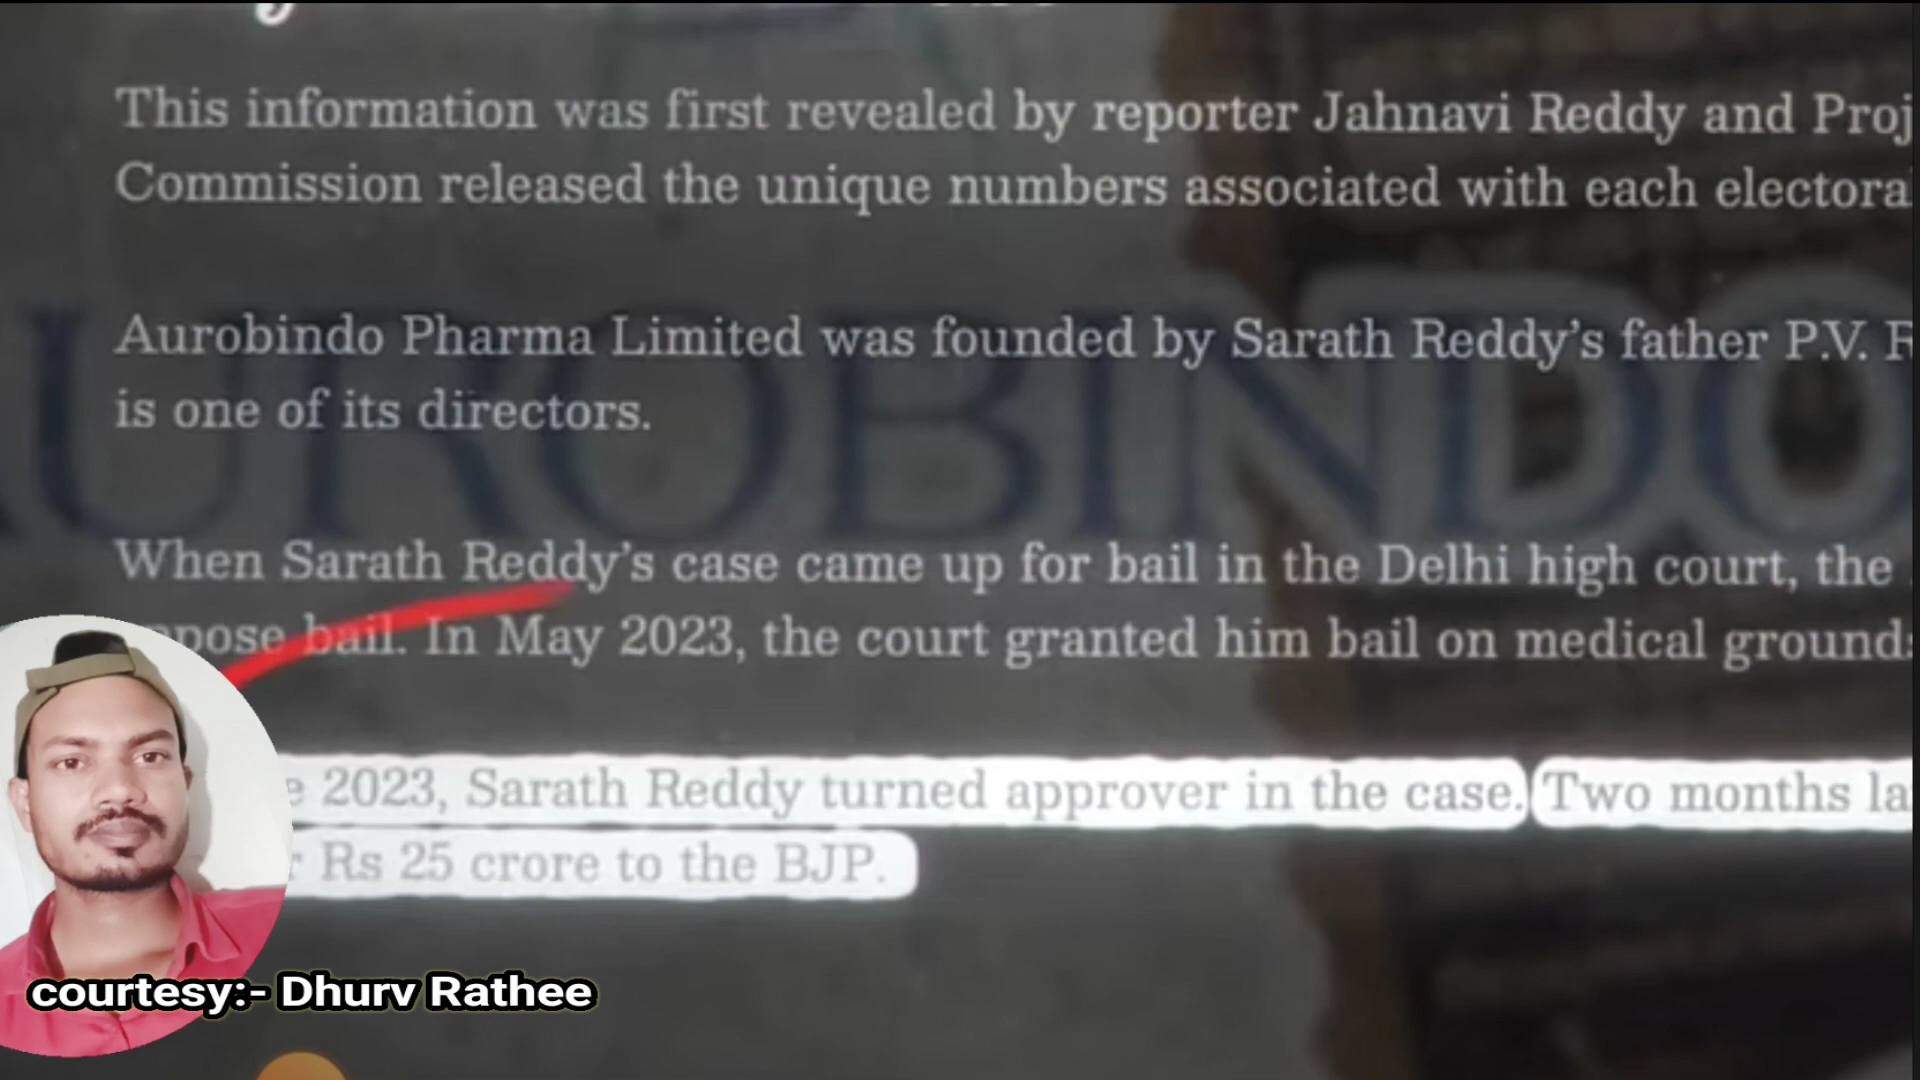 This information was first revealed by reporter Jahnavi Reddy and Proj
Commission released the unique numbers associated with each electora
Aurobindo Pharma Limited was founded by Sarath Reddy's father P.V. R
is one of its directors.
AUROBINDO
When Sarath Reddy's case came up for bail in the Delhi high court, the
pose bail. In May 2023, the court granted him bail on medical grounds
e 2023, Sarath Reddy turned approver in the case. Two months la
r Rs 25 crore to the BJP.
courtesy:- Dhurv Rathee